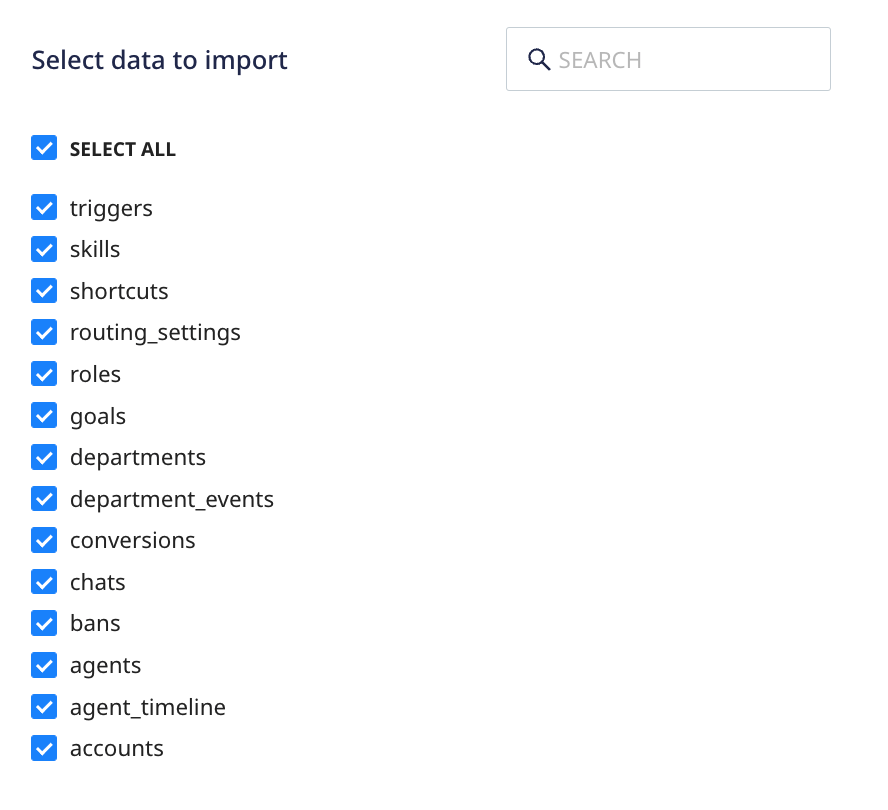 Select data to import
SEARCH
SELECT ALL
triggers
skills
shortcuts
routing_settings
roles
goals
departments
department_events
conversions
chats
bans
agents
agent_timeline
accounts